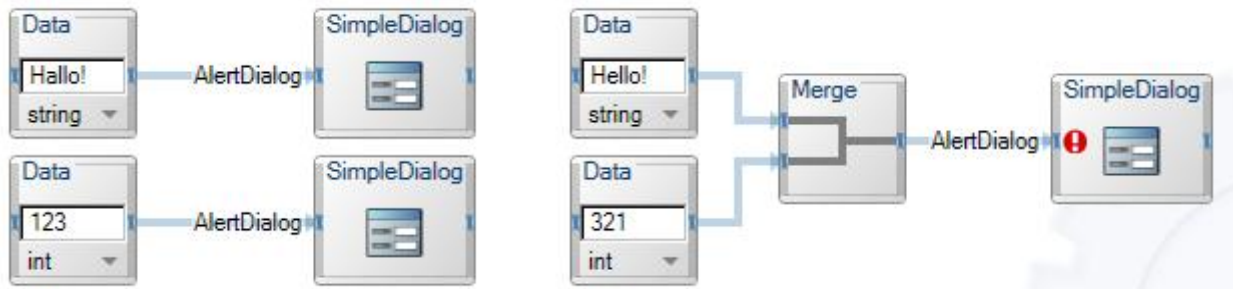 Data
Hallo!
string
AlertDialog
SimpleDialog
Data
123
int
AlertDialog
SimpleDialog
Data
Hello!
string
Data
321
int
Merge
AlertDialog
SimpleDialog